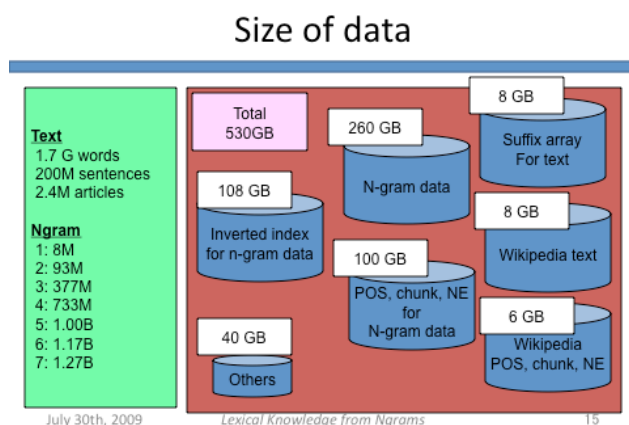 Size of data
Text
1.7 G words
200M sentences
2.4M articles
Ngram
1: 8M
2: 93M
3: 377M
4: 733M
5: 1.00B
6: 1.17B
7: 1.27B
Total
530GB
108 GB
Inverted index
for n-gram data
40 GB
Others
260 GB
N-gram data
100 GB
POS, chunk, NE
for
N-gram data
8 GB
Suffix array
For text
8 GB
Wikipedia text
6 GB
Wikipedia
POS, chunk, NE
July 30th, 2009
Lexical Knowledge from Ngrams
15